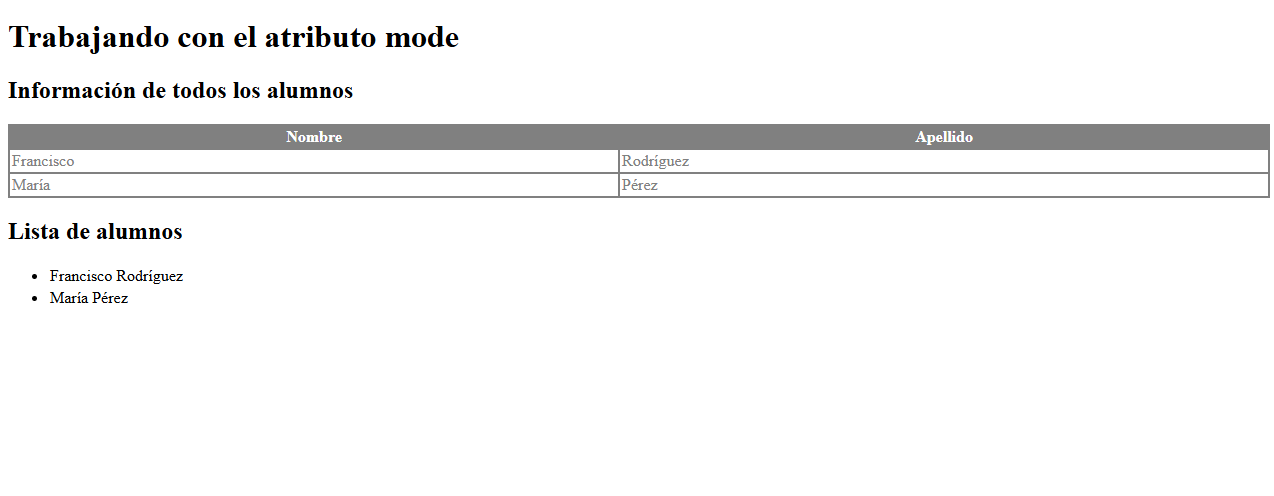 Trabajando con el atributo mode
Información de todos los alumnos
Nombre Apellido
Francisco Rodríguez
María Pérez
Lista de alumnos
• Francisco Rodríguez
• María Pérez